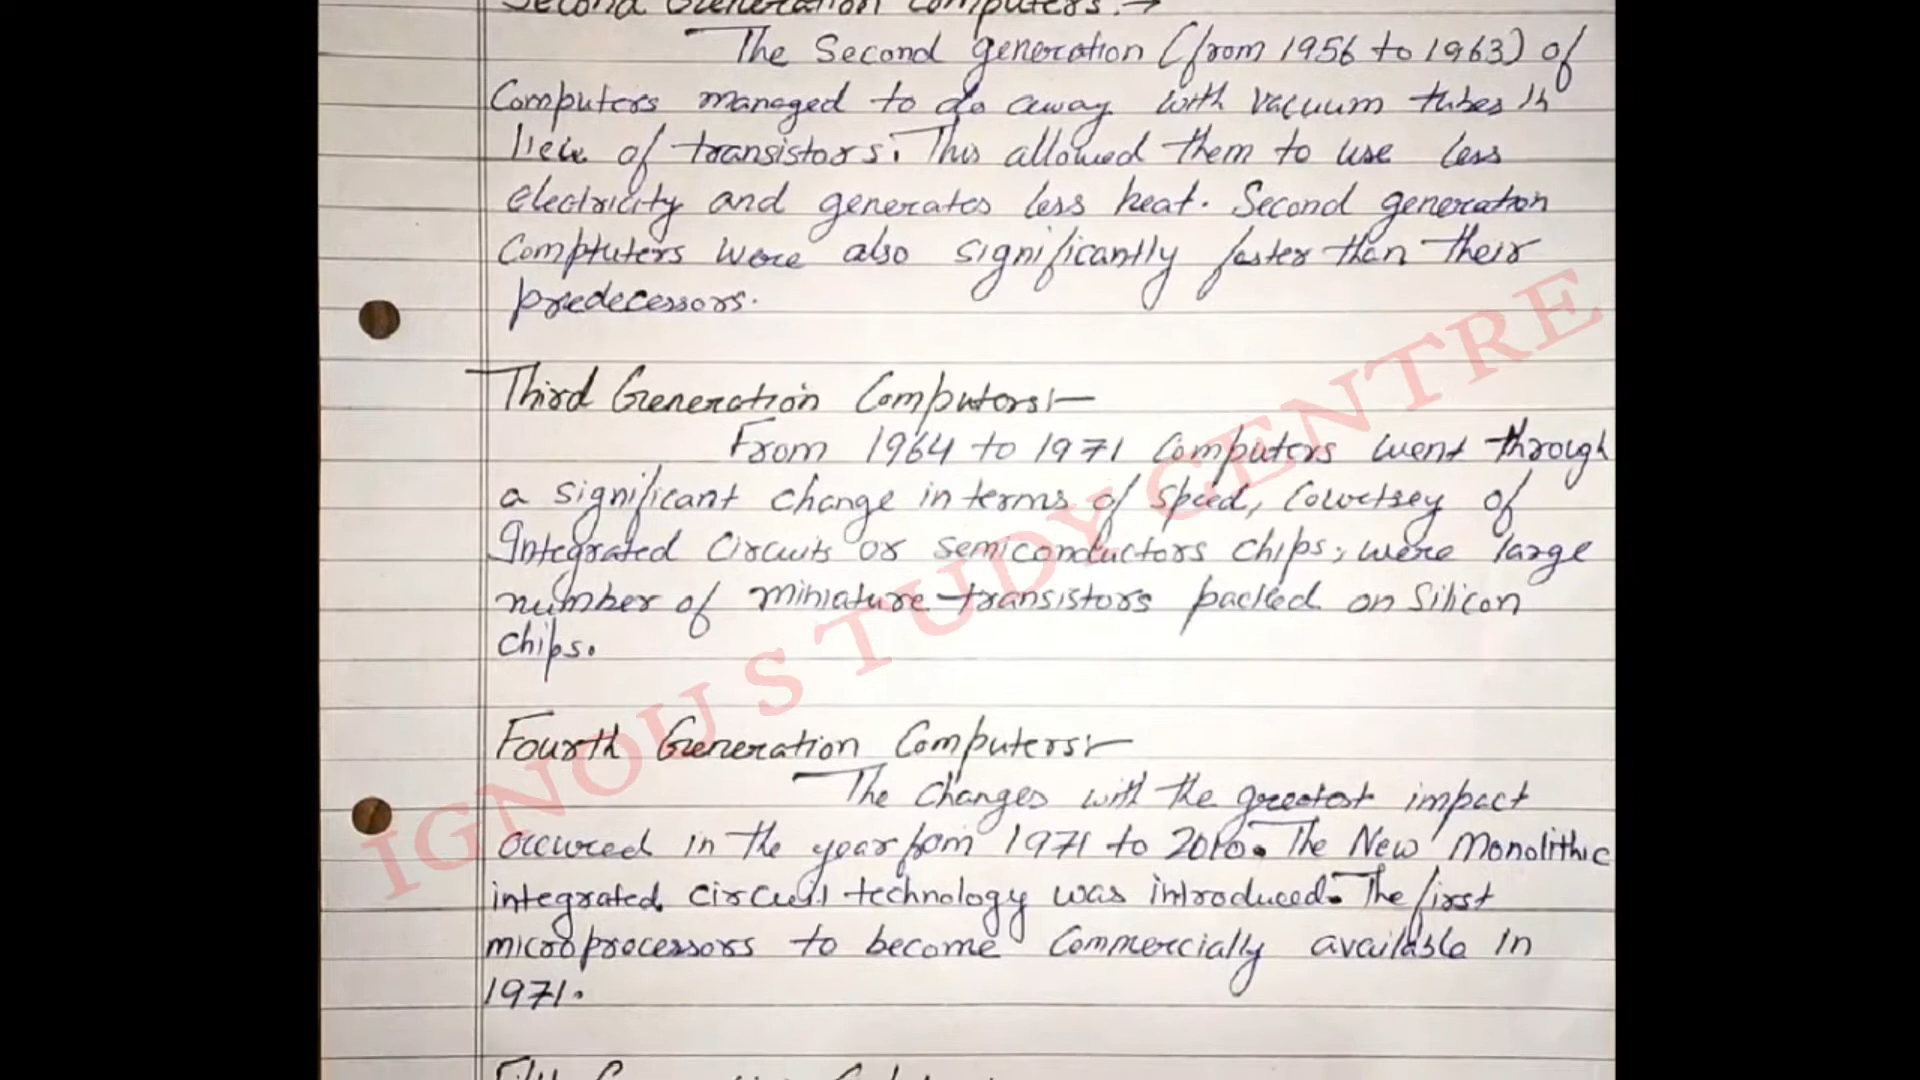 Second Generation Computers :→
The Second generation (from 1956 to 1963) of
Computers managed to do away with vacuum tubes in
lieu of transistors. This allowed them to use less
electricity and generates less heat. Second generation
Comptuters were also significantly faster than their
predecessors.
Third Generation Computers:-
From 1964 to 1971 Computers went through
a significant change in terms of speed, Courtsey of
Integrated Circuits or semiconductors chips, were large
number of miniature transistors packed on Silicon
chips.
Fourth Generation Computers:-
The Changes with the greatest impact
occured in the year from 1971 to 2010. The New Monolithic
integrated circuit technology was introduced. The first
microprocessors to become Commercially available in
1971.
IGNOU STUDY CENTRE